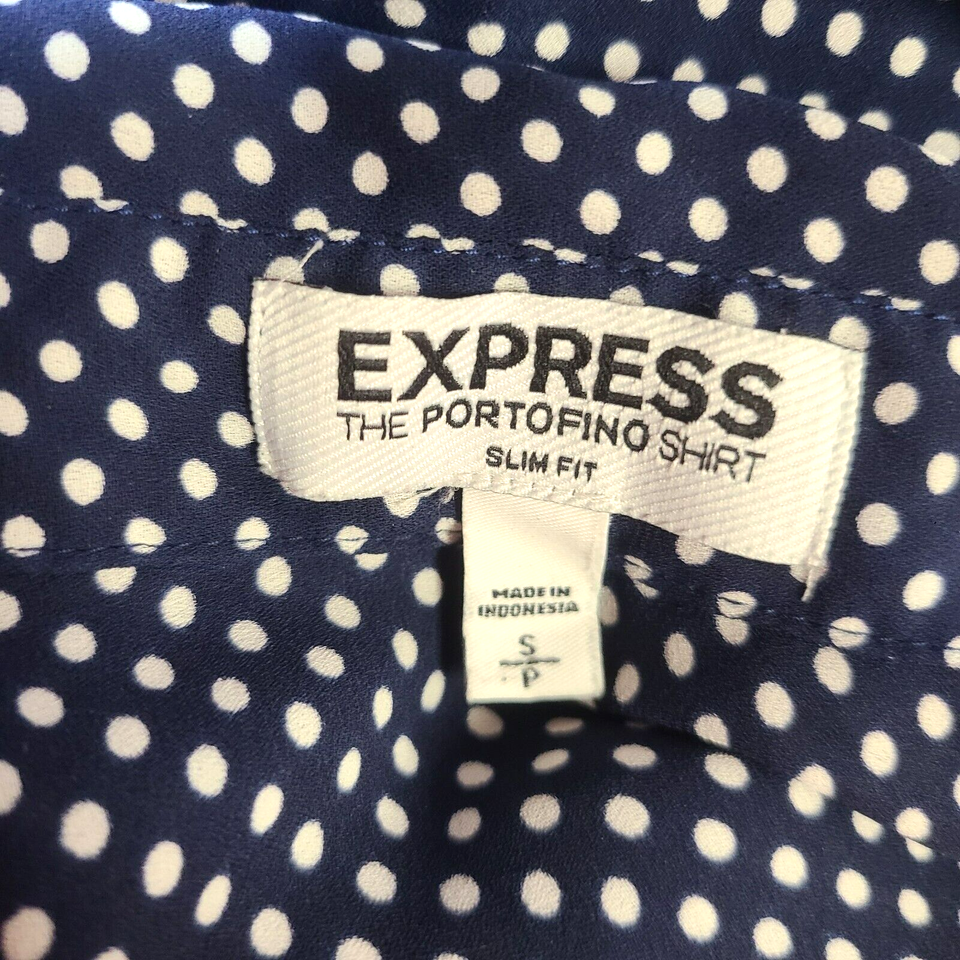 EXPRESS
THE PORTOFINO SHIRT
SLIM FIT
MADE IN
INDONESIA
S
P